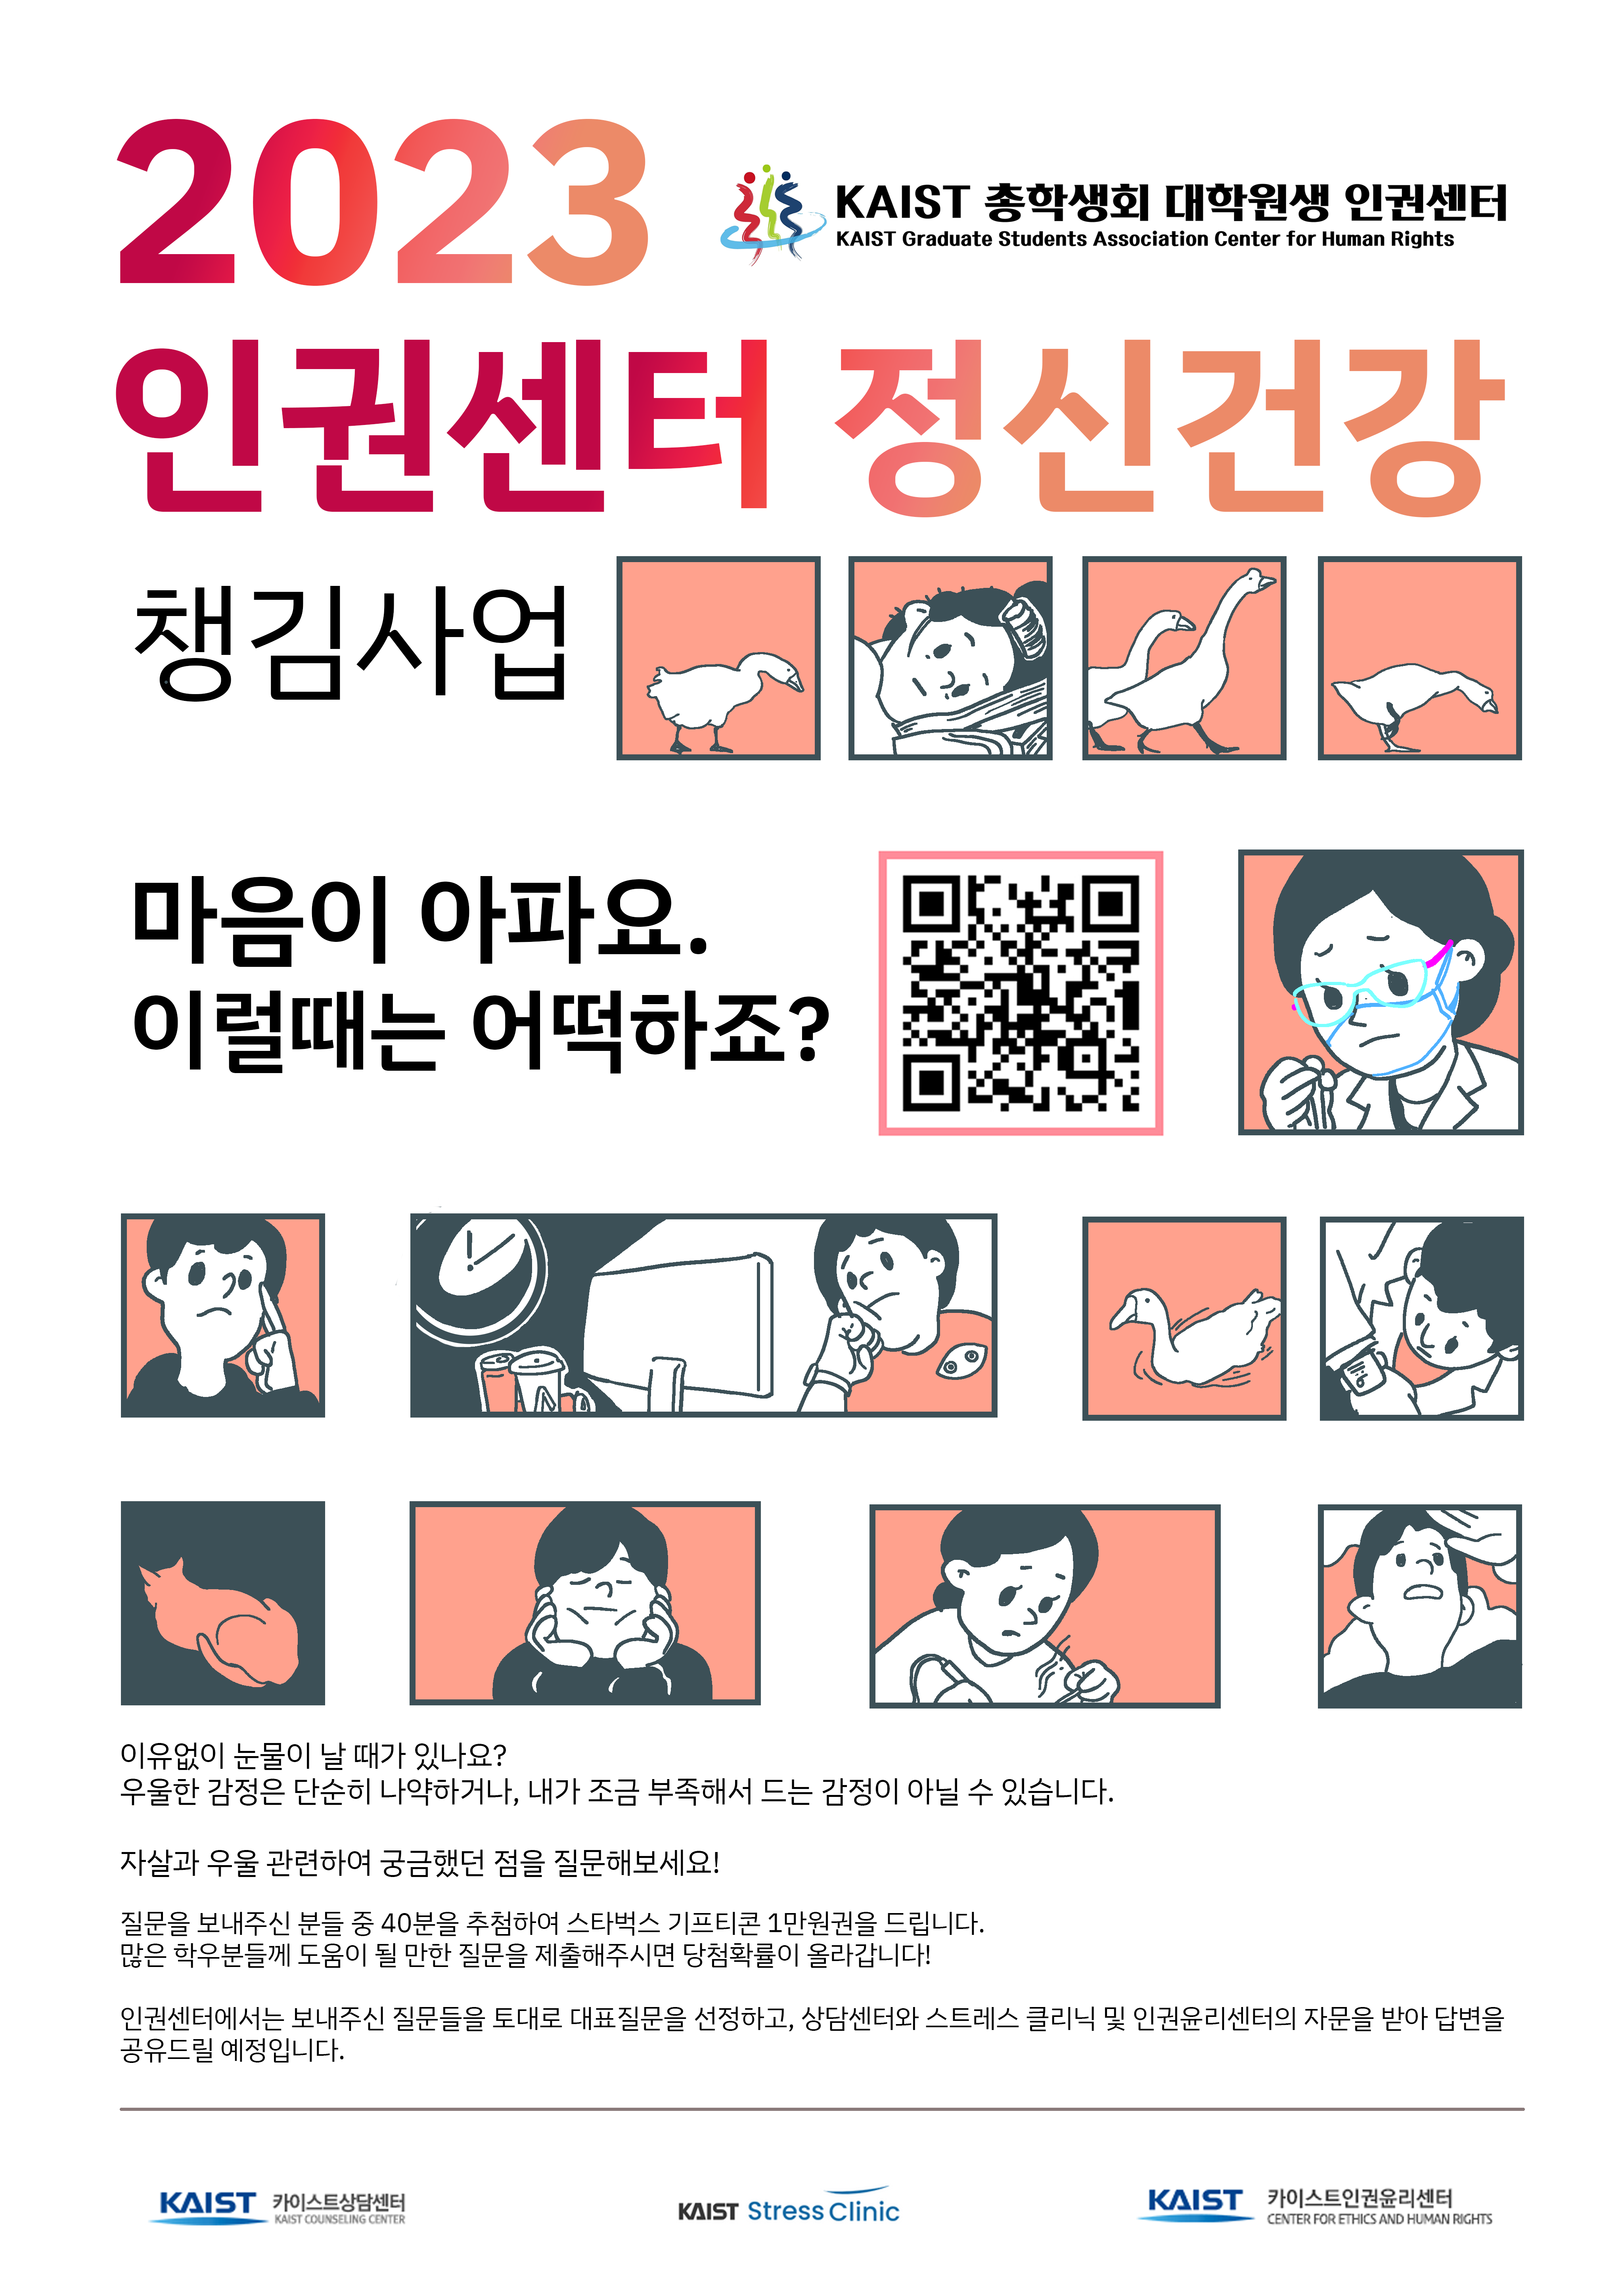 2023
KAIST 총학생회 대학원생 인권센터
KAIST Graduate Students Association Center for Human Rights
인권센터 정신건강
챙김사업
마음이 아파요.
이럴때는 어떡하죠?
이유없이 눈물이 날 때가 있나요?
우울한 감정은 단순히 나약하거나, 내가 조금 부족해서 드는 감정이 아닐 수 있습니다.
자살과 우울 관련하여 궁금했던 점을 질문해보세요!
질문을 보내주신 분들 중 40분을 추첨하여 스타벅스 기프티콘 1만원권을 드립니다.
많은 학우분들께 도움이 될 만한 질문을 제출해주시면 당첨확률이 올라갑니다!
인권센터에서는 보내주신 질문들을 토대로 대표질문을 선정하고, 상담센터와 스트레스 클리닉 및 인권윤리센터의 자문을 받아 답변을
공유드릴 예정입니다.
KAIST 카이스트상담센터
KAIST COUNSELING CENTER
KAIST Stress Clinic
KAIST 카이스트인권윤리센터
CENTER FOR ETHICS AND HUMAN RIGHTS